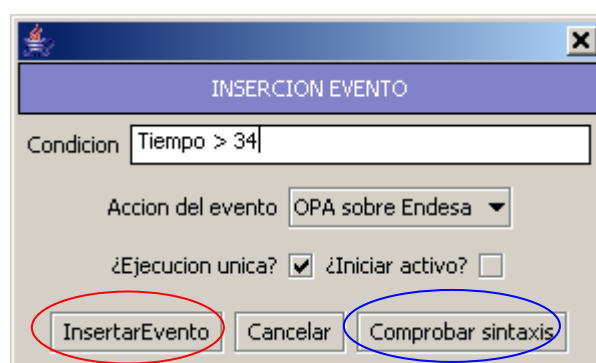 INSERCION EVENTO
Condicion Tiempo > 34
Accion del evento OPA sobre Endesa
¿Ejecucion unica? ¿Iniciar activo?
InsertarEvento Cancelar Comprobar sintaxis